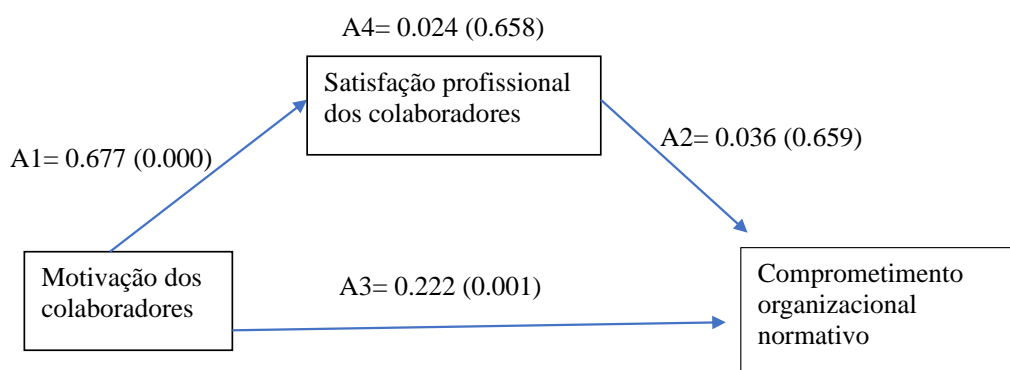 A4= 0.024 (0.658)
Satisfação profissional
dos colaboradores
A1= 0.677 (0.000)
A2= 0.036 (0.659)
Motivação dos
colaboradores
A3= 0.222 (0.001)
Comprometimento
organizacional
normativo